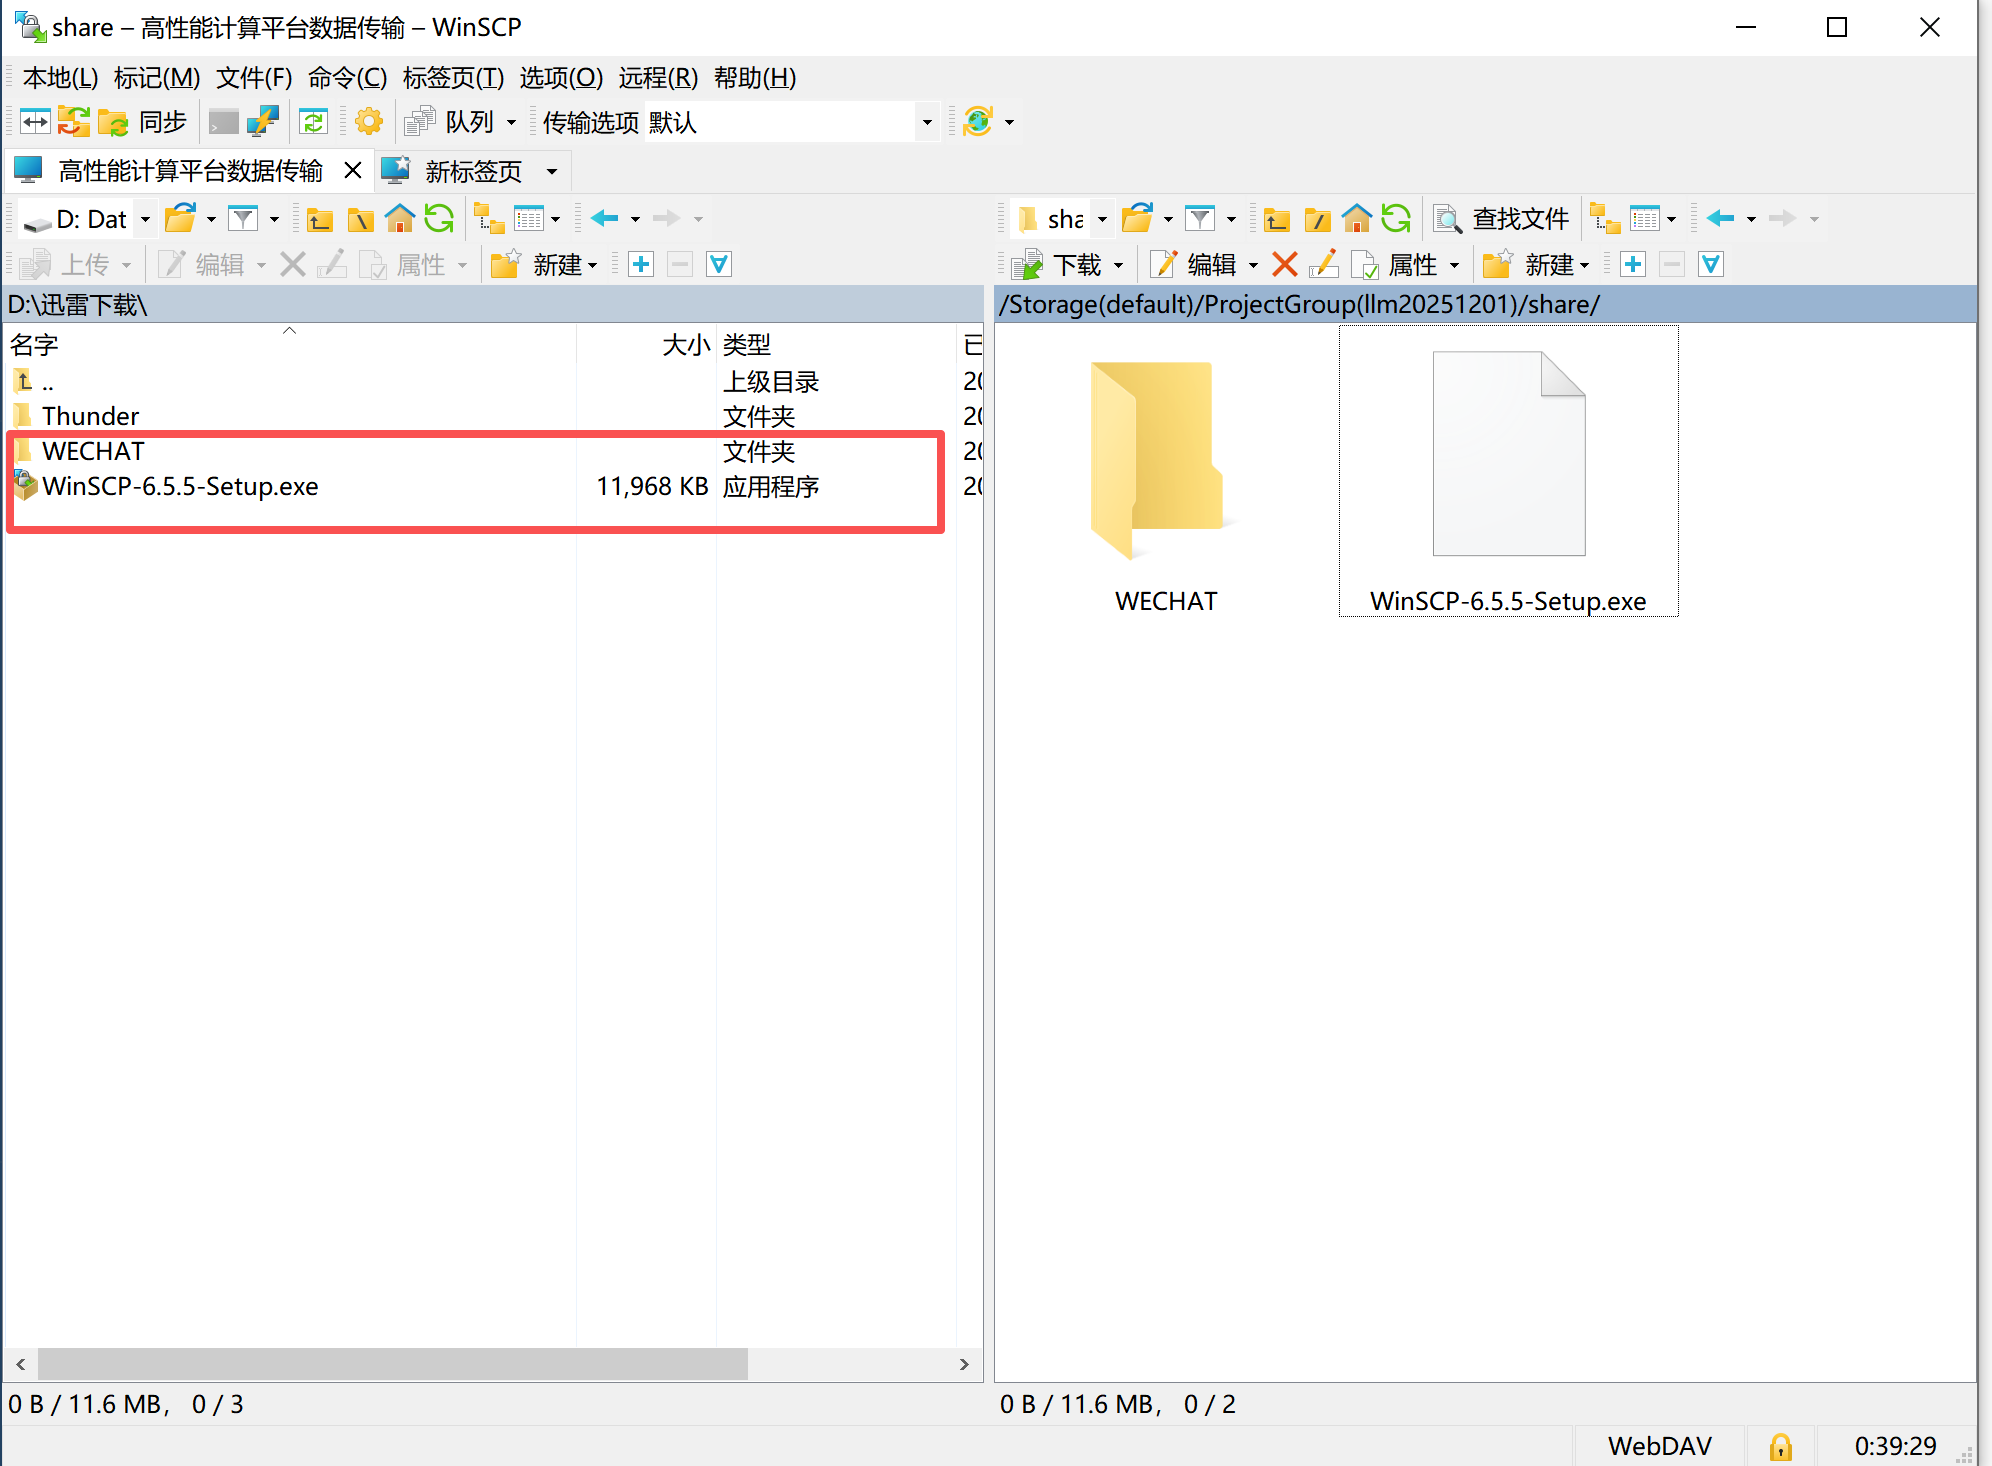 share – 高性能计算平台数据传输 – WinSCP
本地(L) 标记(M) 文件(F) 命令(C) 标签页(T) 选项(O) 远程(R) 帮助(H)
同步 队列 传输选项 默认
高性能计算平台数据传输 新标签页
D: Dat
上传 编辑 属性 新建
D:\迅雷下载\
名字 大小 类型 已
.. 上级目录 20
Thunder 文件夹 20
WECHAT 文件夹 20
WinSCP-6.5.5-Setup.exe 11,968 KB 应用程序 20
0 B / 11.6 MB, 0 / 3
sha 查找文件
下载 编辑 属性 新建
/Storage(default)/ProjectGroup(llm20251201)/share/
WECHAT
WinSCP-6.5.5-Setup.exe
0 B / 11.6 MB, 0 / 2
WebDAV 0:39:29